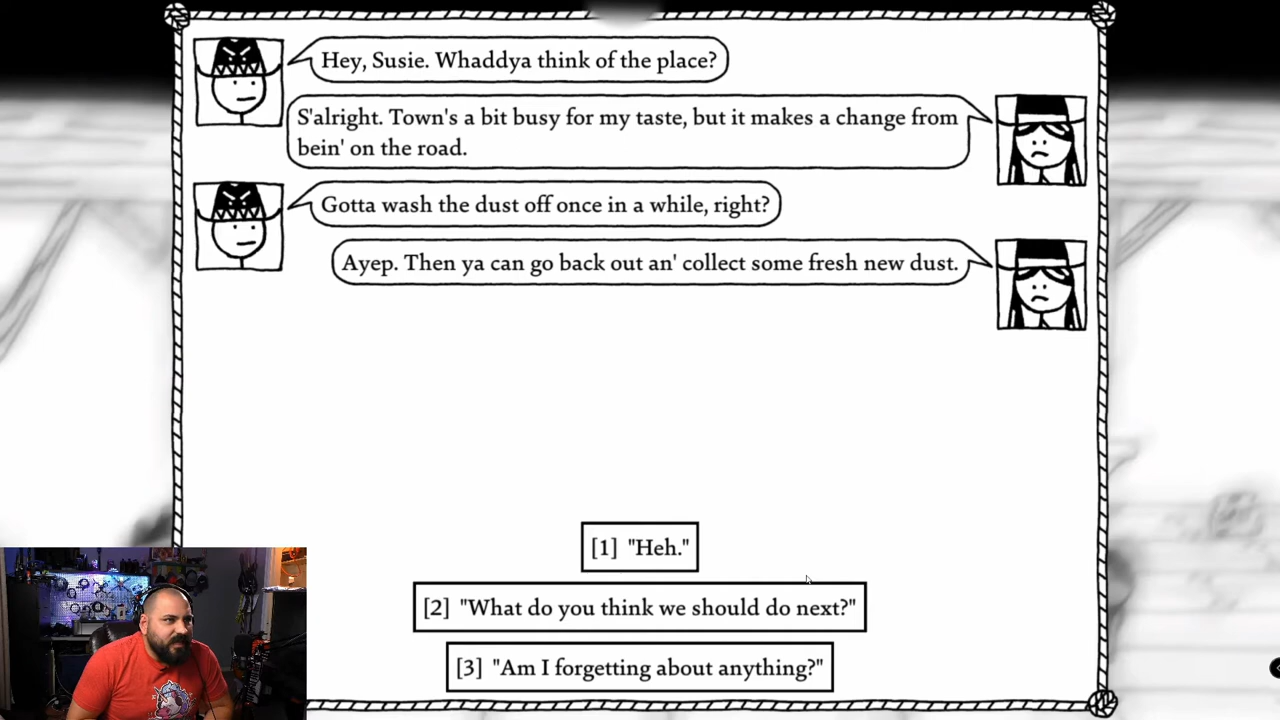 Hey, Susie. Whaddya think of the place?
S'alright. Town's a bit busy for my taste, but it makes a change from
bein' on the road.
Gotta wash the dust off once in a while, right?
Ayep. Then ya can go back out an' collect some fresh new dust.
[1] "Heh."
[2] "What do you think we should do next?"
[3] "Am I forgetting about anything?"